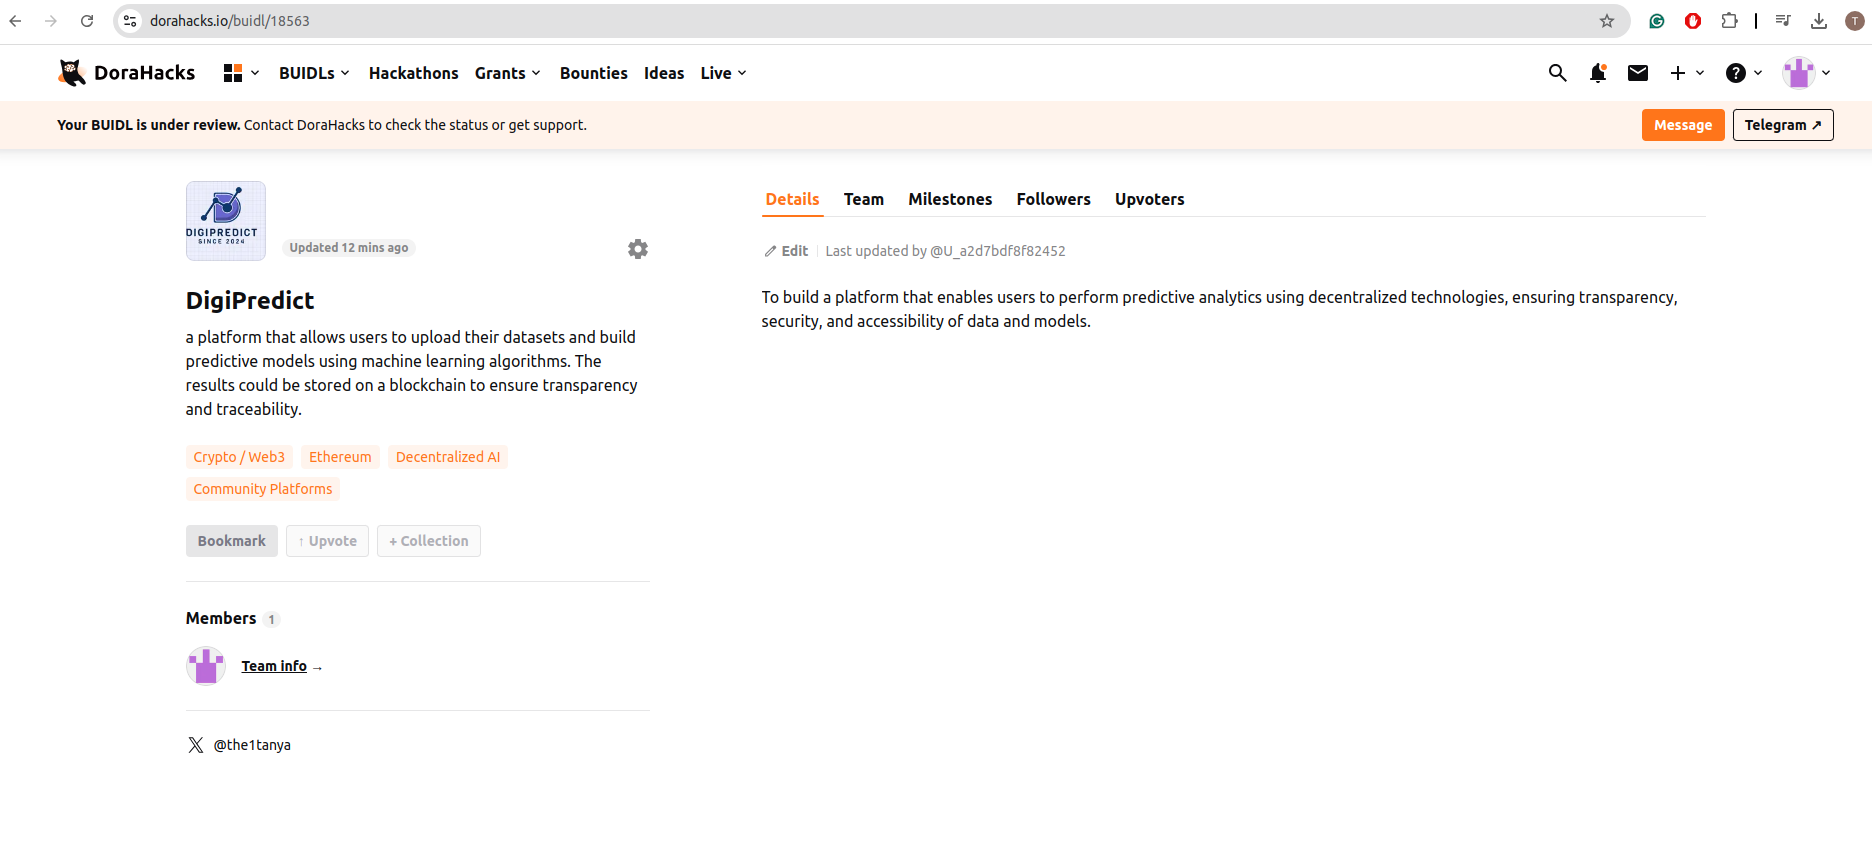 dorahacks.io/buidl/18563
T
DoraHacks
BUIDLs
Hackathons
Grants
Bounties
Ideas
Live
Your BUIDL is under review. Contact DoraHacks to check the status or get support.
Message
Telegram ↗
DIGIPREDICT
SINCE 2024
Updated 12 mins ago
DigiPredict
a platform that allows users to upload their datasets and build
predictive models using machine learning algorithms. The
results could be stored on a blockchain to ensure transparency
and traceability.
Crypto / Web3
Ethereum
Decentralized AI
Community Platforms
Bookmark
↑ Upvote
+ Collection
Members 1
Team info →
@the1tanya
Details
Team
Milestones
Followers
Upvoters
Edit
Last updated by @U_a2d7bdf8f82452
To build a platform that enables users to perform predictive analytics using decentralized technologies, ensuring transparency,
security, and accessibility of data and models.